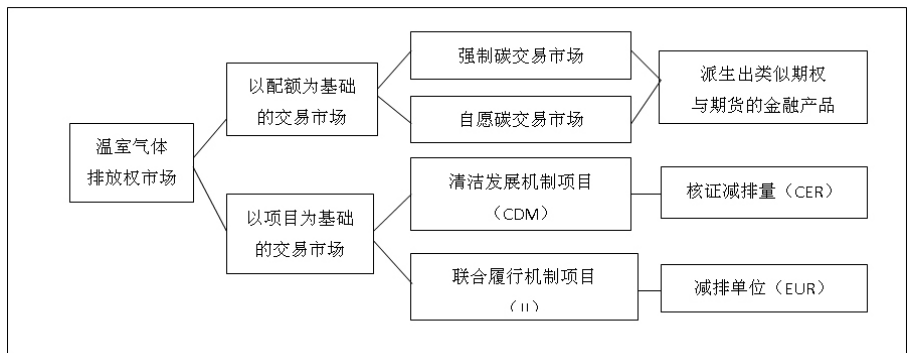 温室气体
排放权市场
以配额为基础
的交易市场
以项目为基础
的交易市场
强制碳交易市场
自愿碳交易市场
清洁发展机制项目
（CDM）
联合履行机制项目
（JI）
派生出类似期权
与期货的金融产品
核证减排量（CER）
减排单位（EUR）